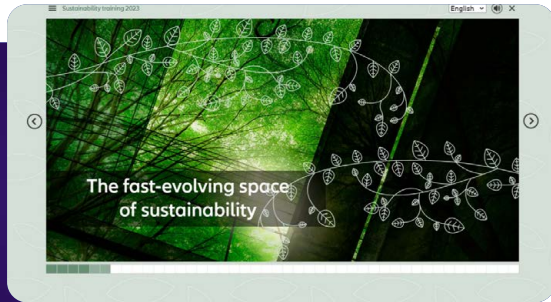 Sustainability training 2023
English
The fast-evolving space
of sustainability